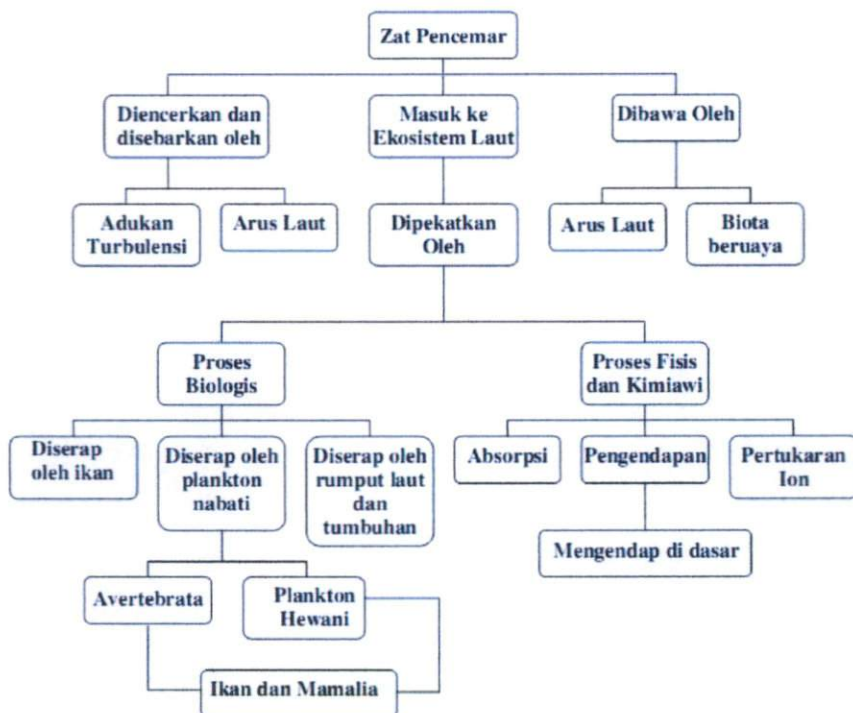 Zat Pencemar
Diencerkan dan
disebarkan oleh
Masuk ke
Ekosistem Laut
Dibawa Oleh
Adukan
Turbulensi
Arus Laut
Dipekatkan
Oleh
Arus Laut
Biota
beruaya
Proses
Biologis
Proses Fisis
dan Kimiawi
Diserap
oleh ikan
Diserap oleh
plankton
nabati
Diserap oleh
rumput laut
dan
tumbuhan
Absorpsi
Pengendapan
Pertukaran
Ion
Mengendap di dasar
Avertebrata
Plankton
Hewani
Ikan dan Mamalia